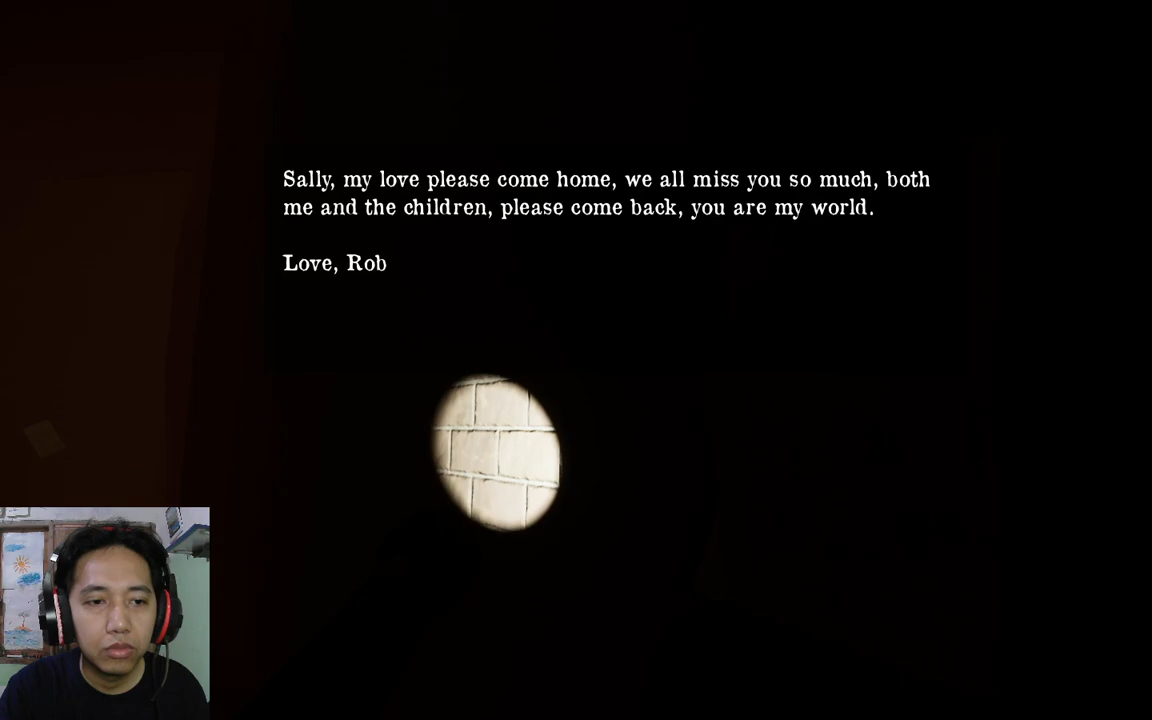 Sally, my love please come home, we all miss you so much, both
me and the children, please come back, you are my world.
Love, Rob